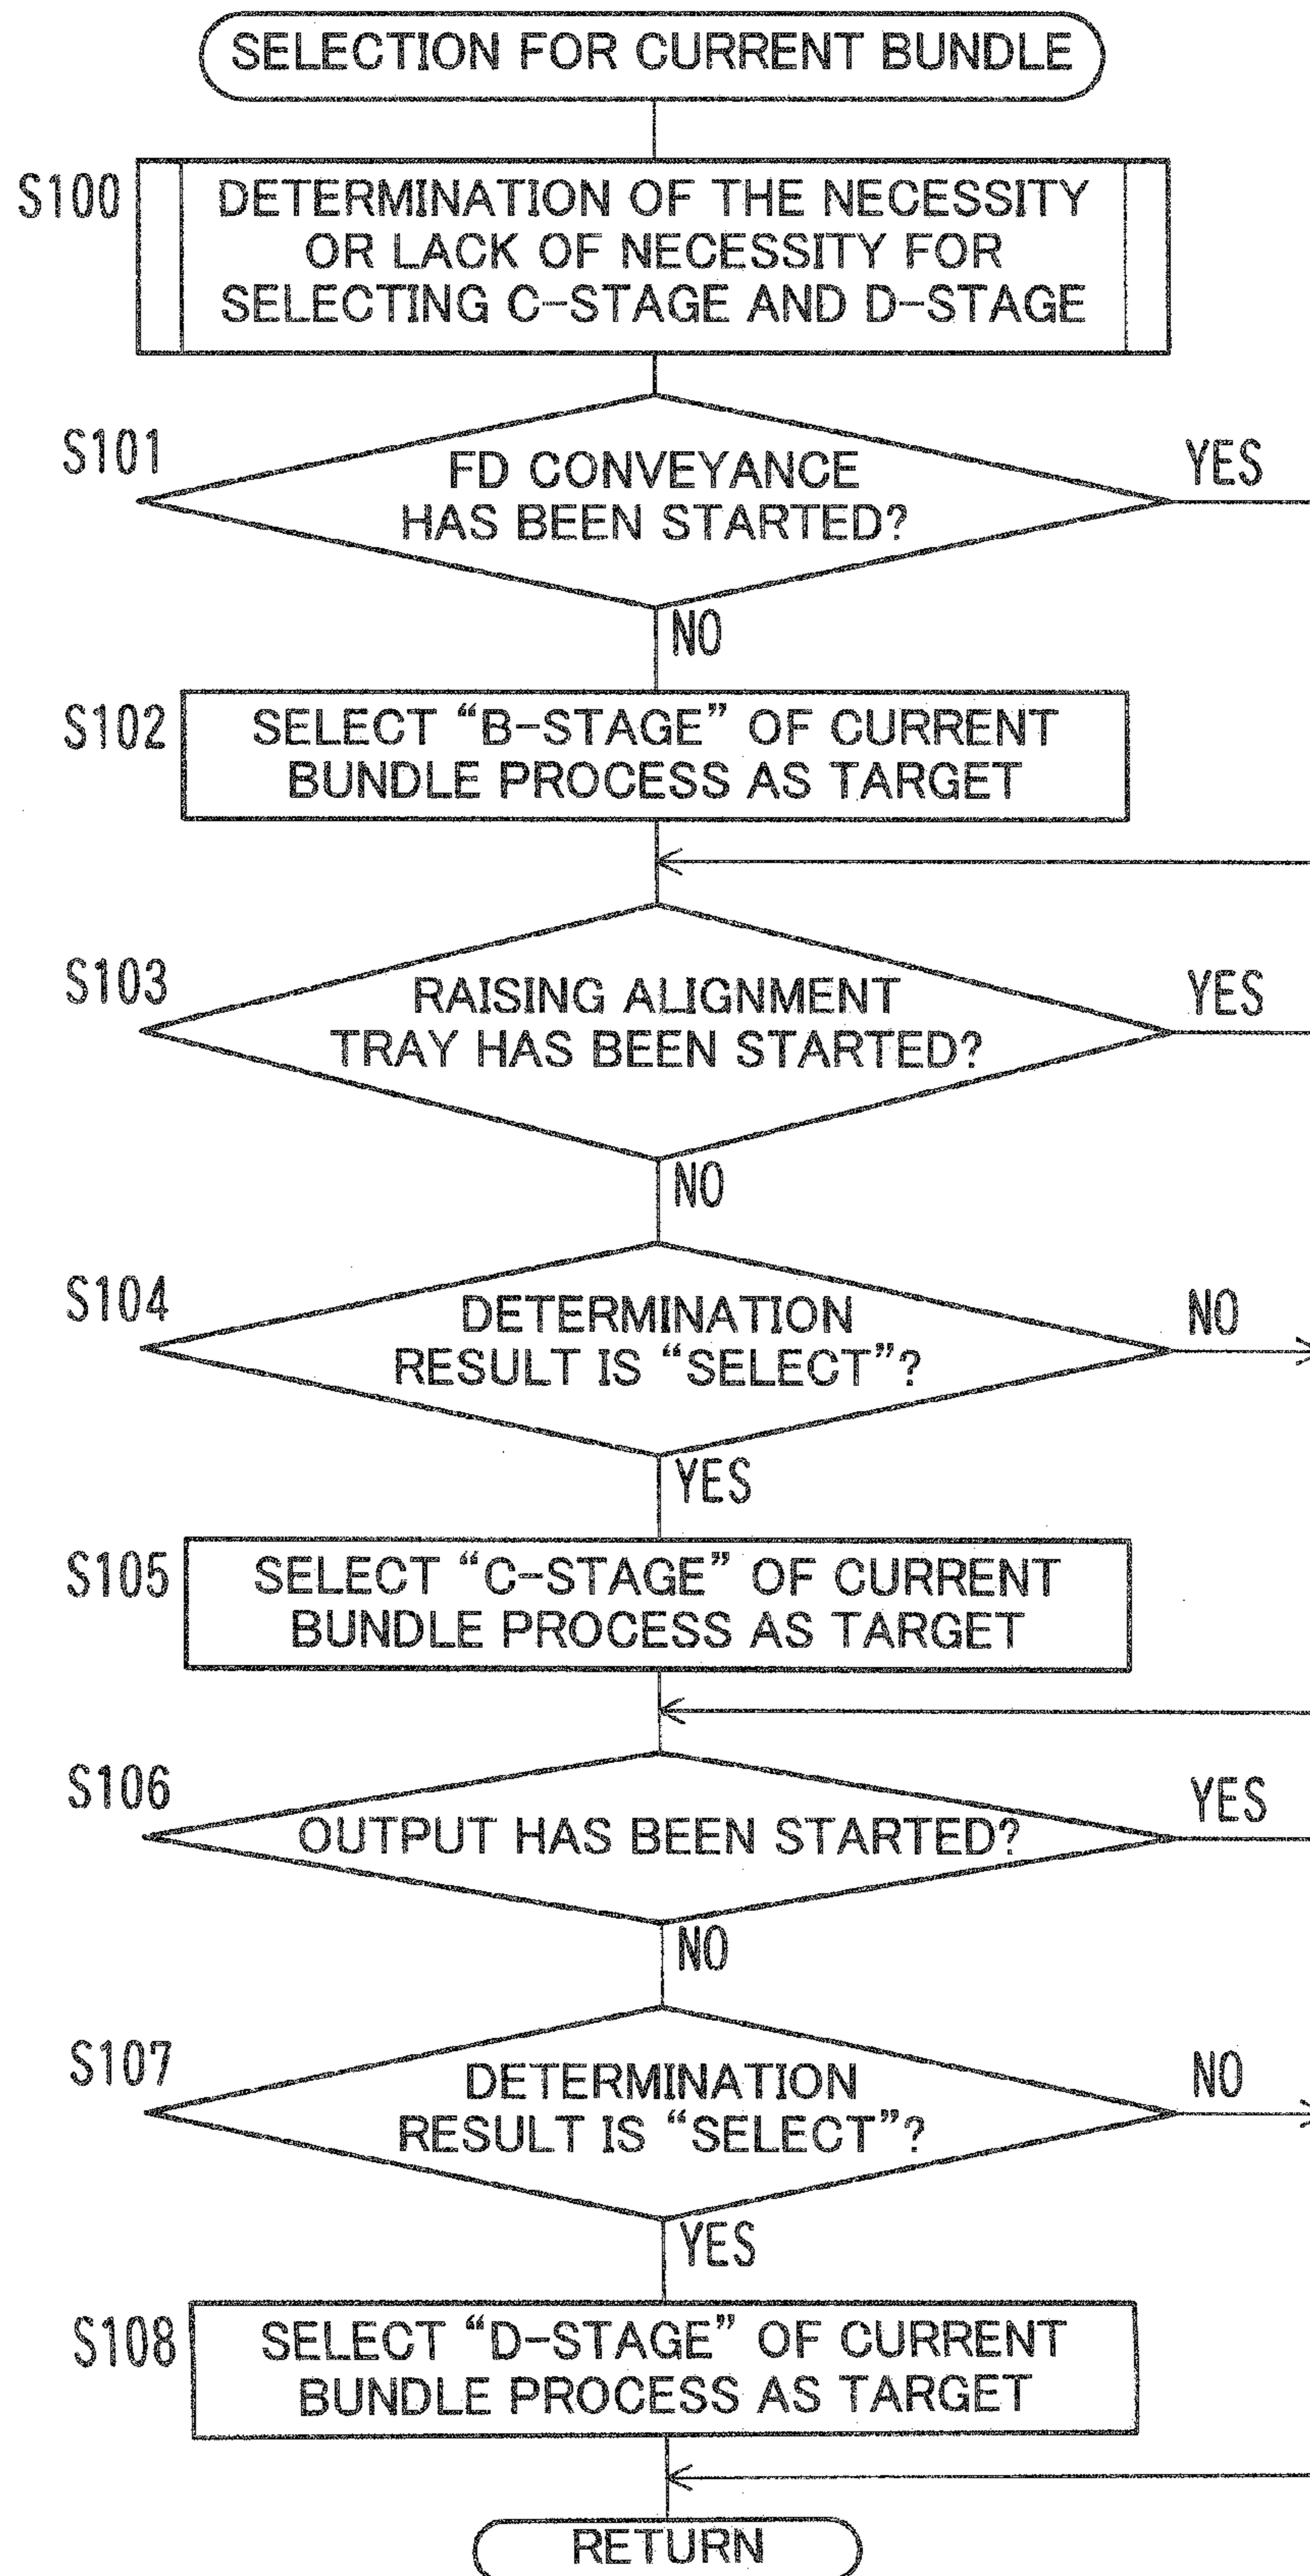 SELECTION FOR CURRENT BUNDLE
S100
DETERMINATION OF THE NECESSITY
OR LACK OF NECESSITY FOR
SELECTING C-STAGE AND D-STAGE
S101
FD CONVEYANCE
HAS BEEN STARTED?
YES
NO
S102
SELECT “B-STAGE” OF CURRENT
BUNDLE PROCESS AS TARGET
S103
RAISING ALIGNMENT
TRAY HAS BEEN STARTED?
YES
NO
S104
DETERMINATION
RESULT IS “SELECT”?
NO
YES
S105
SELECT “C-STAGE” OF CURRENT
BUNDLE PROCESS AS TARGET
S106
OUTPUT HAS BEEN STARTED?
YES
NO
S107
DETERMINATION
RESULT IS “SELECT”?
NO
YES
S108
SELECT “D-STAGE” OF CURRENT
BUNDLE PROCESS AS TARGET
RETURN